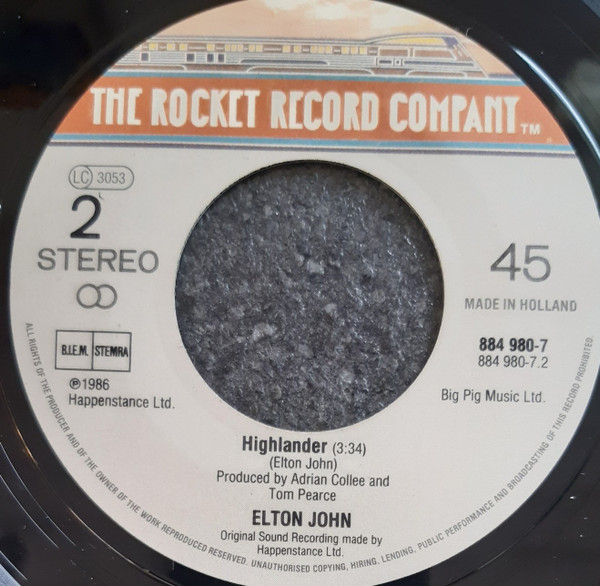 THE ROCKET RECORD COMPANY TM
LC 3053
2
STEREO
45
MADE IN HOLLAND
B.I.E.M. STEMRA
884 980-7
884 980-7.2
℗1986
Happenstance Ltd.
Big Pig Music Ltd.
Highlander (3:34)
(Elton John)
Produced by Adrian Collee and
Tom Pearce
ELTON JOHN
Original Sound Recording made by
Happenstance Ltd.
ALL RIGHTS OF THE PRODUCER AND OF THE OWNER OF THE WORK REPRODUCED RESERVED. UNAUTHORISED COPYING, HIRING, LENDING, PUBLIC PERFORMANCE AND BROADCASTING OF THIS RECORD PROHIBITED